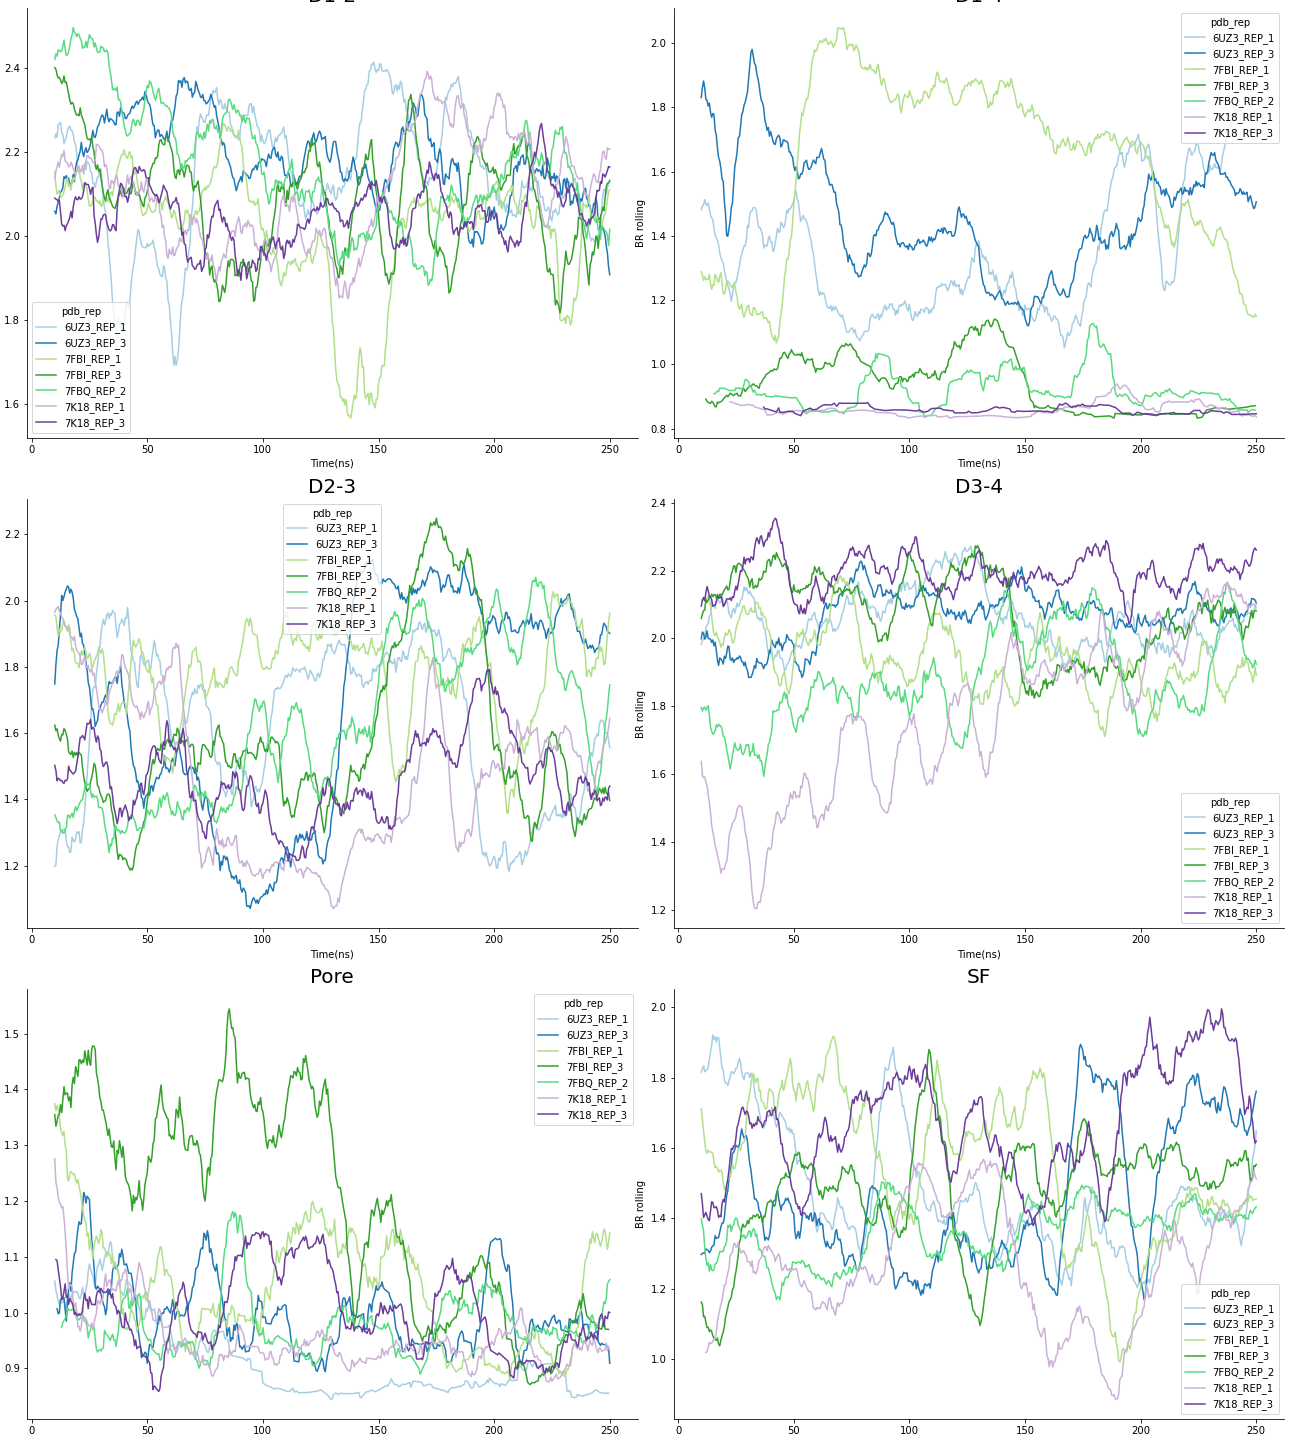 D1-2
D1-4
2.4
2.2
2.0
1.8
1.6
pdb_rep
6UZ3_REP_1
6UZ3_REP_3
7FBI_REP_1
7FBI_REP_3
7FBQ_REP_2
7K18_REP_1
7K18_REP_3
0 50 100 150 200 250
Time(ns)
BR rolling
2.0
1.8
1.6
1.4
1.2
1.0
0.8
pdb_rep
6UZ3_REP_1
6UZ3_REP_3
7FBI_REP_1
7FBI_REP_3
7FBQ_REP_2
7K18_REP_1
7K18_REP_3
0 50 100 150 200 250
Time(ns)
D2-3
2.2
2.0
1.8
1.6
1.4
1.2
pdb_rep
6UZ3_REP_1
6UZ3_REP_3
7FBI_REP_1
7FBI_REP_3
7FBQ_REP_2
7K18_REP_1
7K18_REP_3
0 50 100 150 200 250
Time(ns)
D3-4
BR rolling
2.4
2.2
2.0
1.8
1.6
1.4
1.2
pdb_rep
6UZ3_REP_1
6UZ3_REP_3
7FBI_REP_1
7FBI_REP_3
7FBQ_REP_2
7K18_REP_1
7K18_REP_3
0 50 100 150 200 250
Time(ns)
Pore
1.5
1.4
1.3
1.2
1.1
1.0
0.9
pdb_rep
6UZ3_REP_1
6UZ3_REP_3
7FBI_REP_1
7FBI_REP_3
7FBQ_REP_2
7K18_REP_1
7K18_REP_3
0 50 100 150 200 250
SF
BR rolling
2.0
1.8
1.6
1.4
1.2
1.0
pdb_rep
6UZ3_REP_1
6UZ3_REP_3
7FBI_REP_1
7FBI_REP_3
7FBQ_REP_2
7K18_REP_1
7K18_REP_3
0 50 100 150 200 250